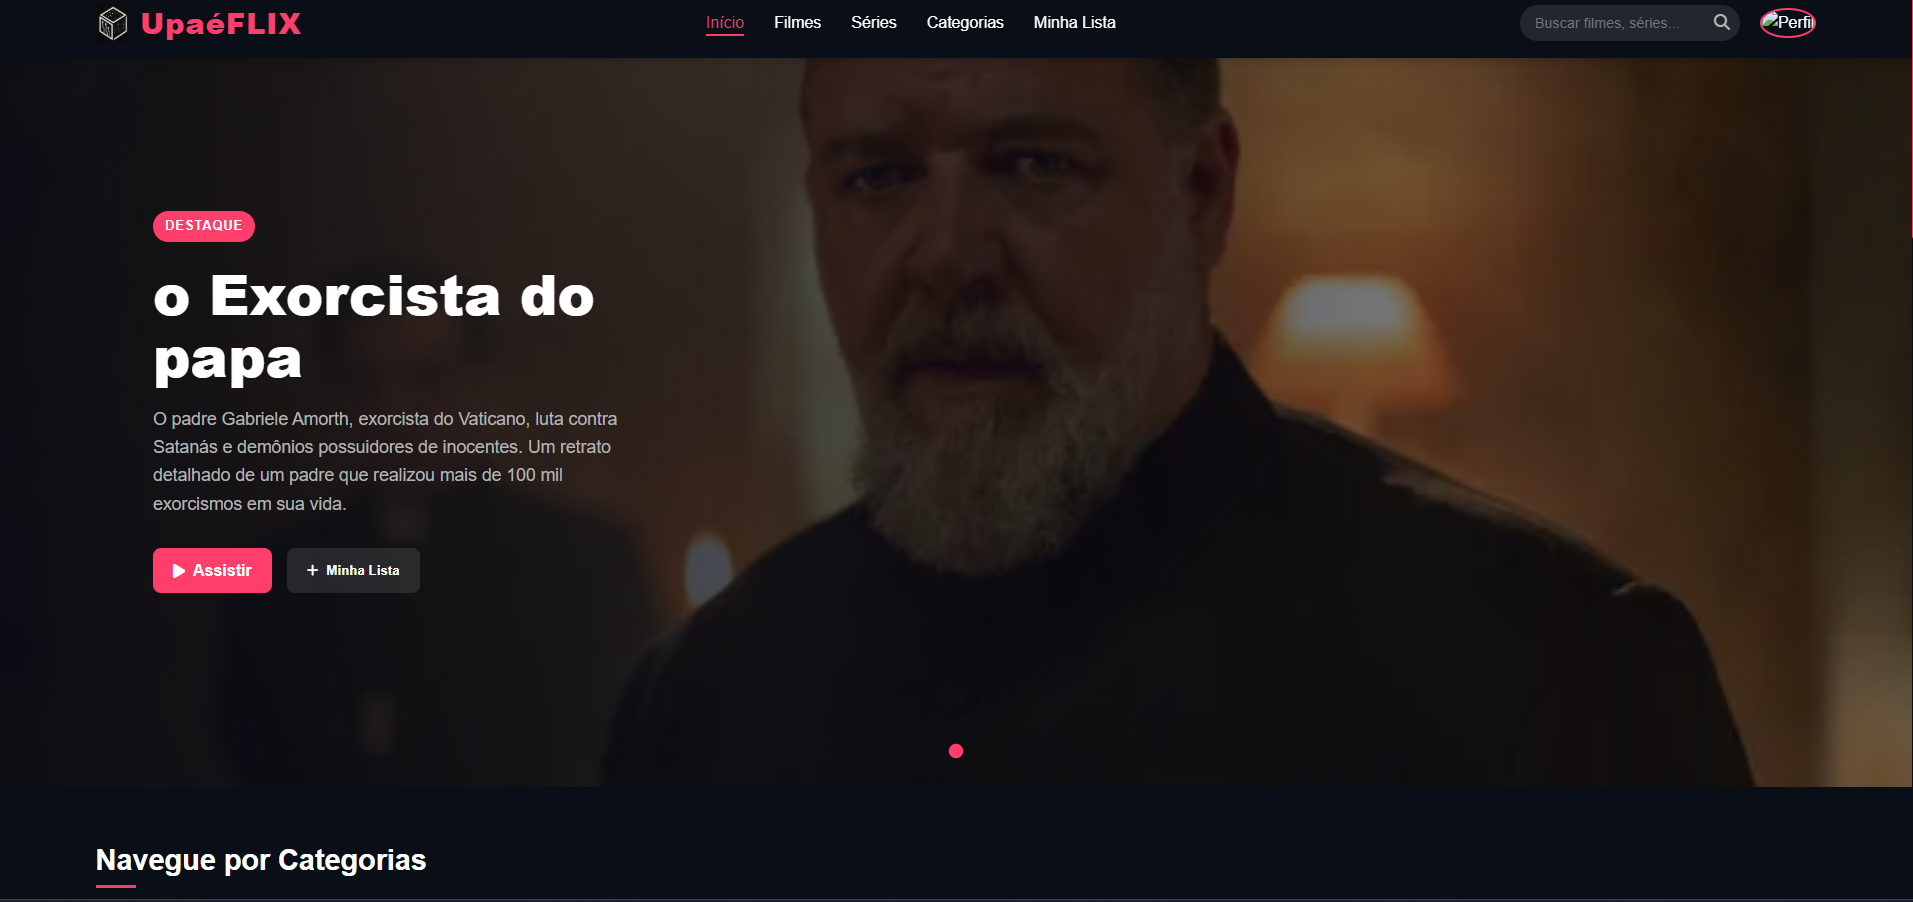 UpaéFLIX
Início Filmes Séries Categorias Minha Lista
Buscar filmes, séries...
Perfil
DESTAQUE
o Exorcista do
papa
O padre Gabriele Amorth, exorcista do Vaticano, luta contra
Satanás e demônios possuidores de inocentes. Um retrato
detalhado de um padre que realizou mais de 100 mil
exorcismos em sua vida.
Assistir
Minha Lista
Navegue por Categorias